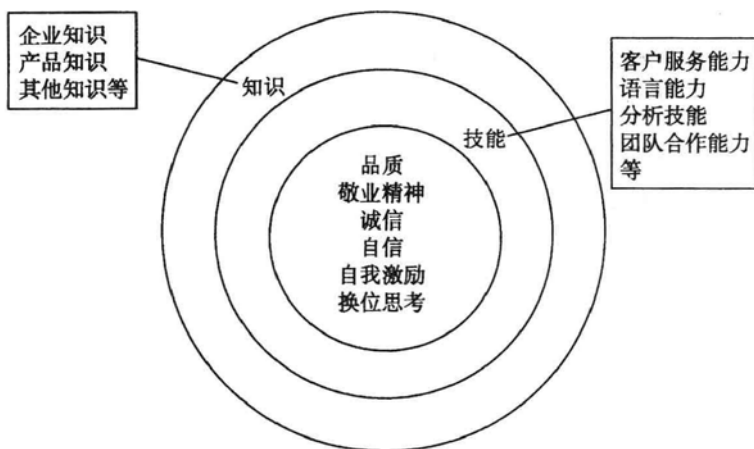 企业知识
产品知识
其他知识等
知识
客户服务能力
语言能力
分析技能
团队合作能力
等
技能
品质
敬业精神
诚信
自信
自我激励
换位思考